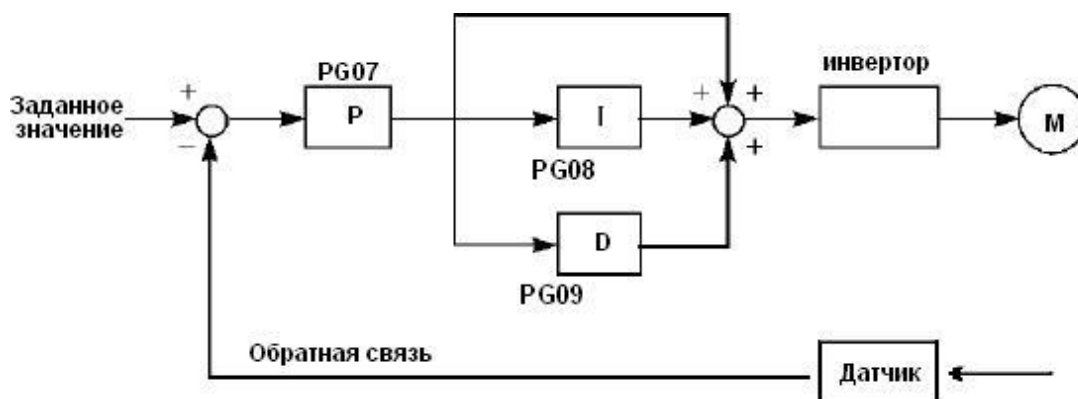 PG07
инвертор
Заданное
значение
+
−
P
I
+
+
+
M
PG08
D
PG09
Обратная связь
Датчик